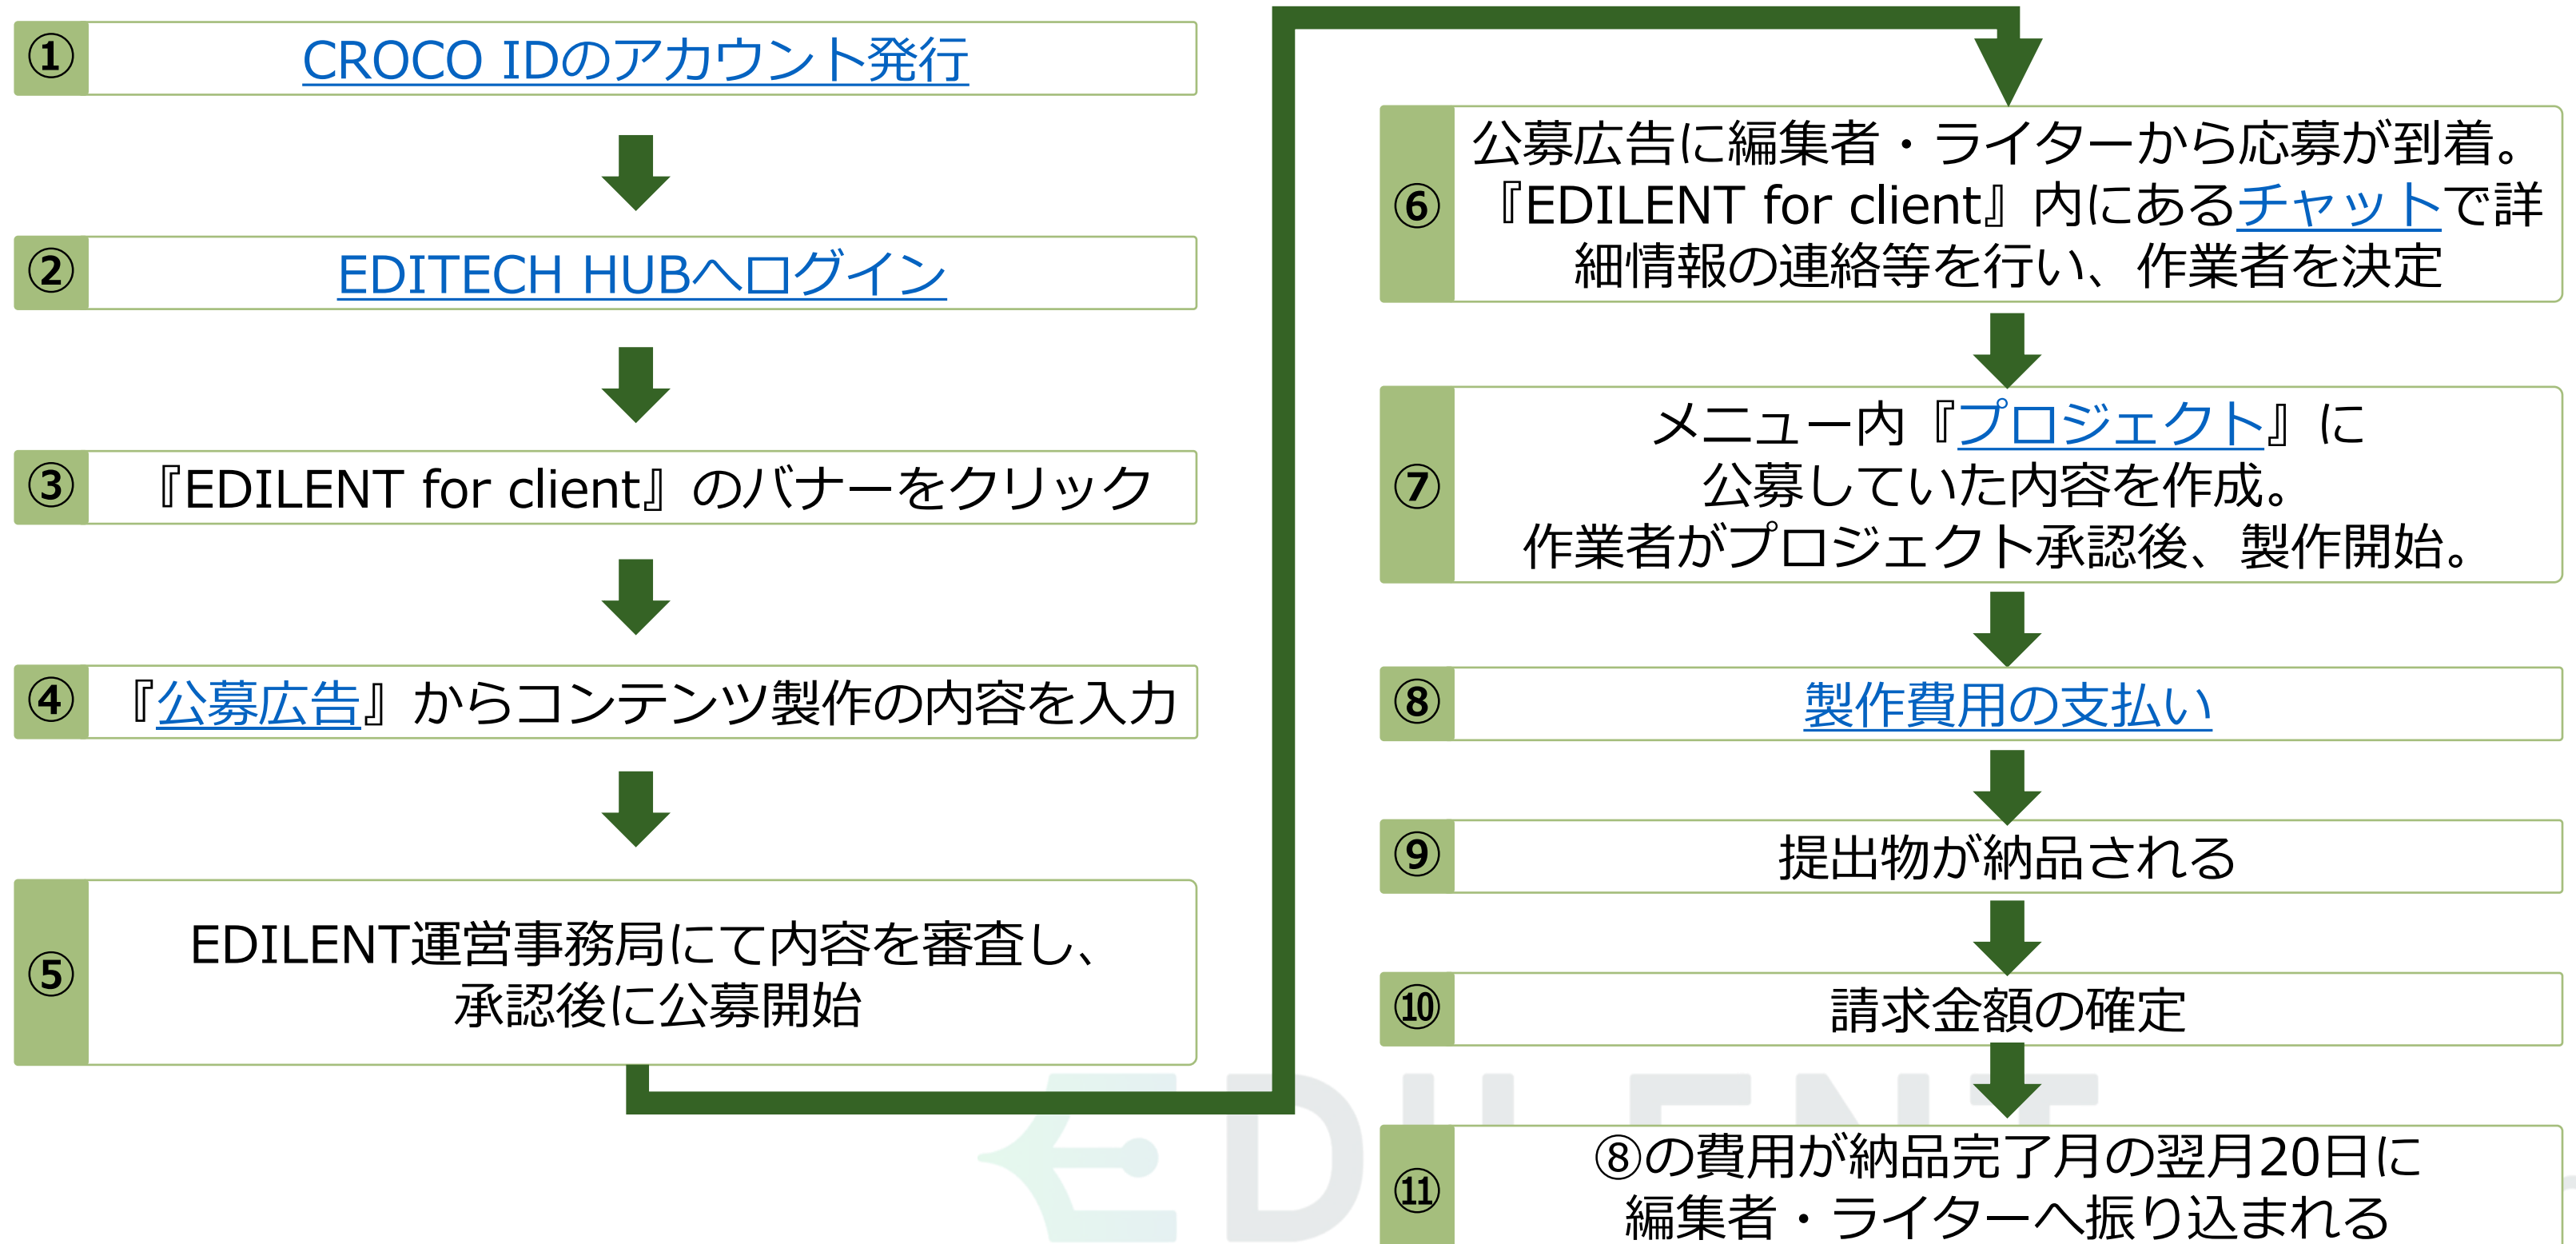 ① CROCO IDのアカウント発行
② EDITECH HUBへログイン
③ 『EDILENT for client』のバナーをクリック
④ 『公募広告』からコンテンツ製作の内容を入力
⑤ EDILENT運営事務局にて内容を審査し、
承認後に公募開始
⑥ 公募広告に編集者・ライターから応募が到着。
『EDILENT for client』内にあるチャットで詳
細情報の連絡等を行い、作業者を決定
⑦ メニュー内『プロジェクト』に
公募していた内容を作成。
作業者がプロジェクト承認後、製作開始。
⑧ 製作費用の支払い
⑨ 提出物が納品される
⑩ 請求金額の確定
⑪ ⑧の費用が納品完了月の翌月20日に
編集者・ライターへ振り込まれる
EDILENT